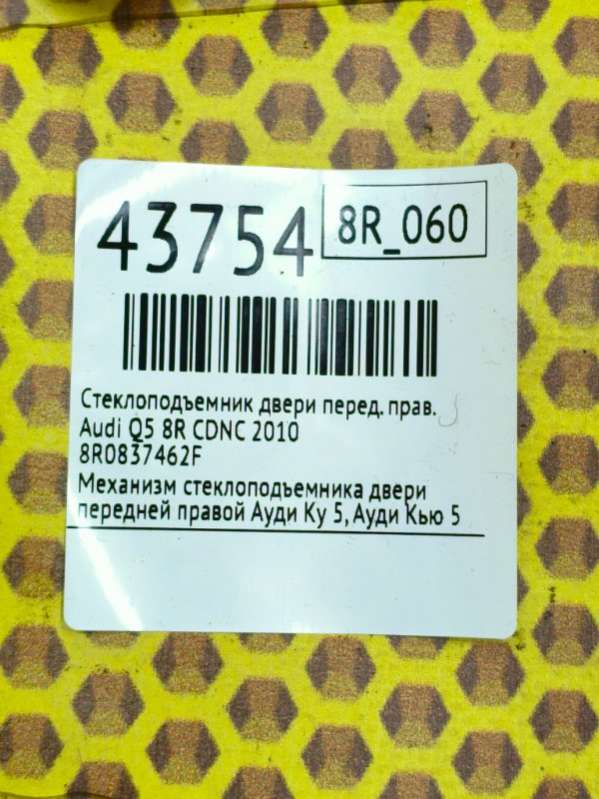 43754
8R_060
Стеклоподъемник двери перед. прав.
Audi Q5 8R CDNC 2010
8R0837462F
Механизм стеклоподъемника двери
передней правой Ауди Ку 5, Ауди Кью 5